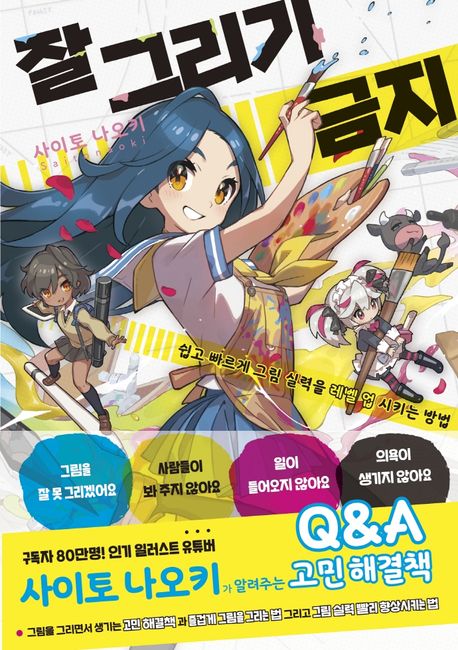 잘 그리기
금지
사이토 나오키
Saito Naoki
쉽고 빠르게 그림 실력을 레벨 업 시키는 방법
그림을
잘 못 그리겠어요
사람들이
봐 주지 않아요
일이
들어오지 않아요
의욕이
생기지 않아요
구독자 80만명! 인기 일러스트 유튜버
사이토 나오키가 알려주는
Q&A
고민 해결책
그림을 그리면서 생기는 고민 해결책과 즐겁게 그림을 그리는 법 그리고 그림 실력 빨리 향상시키는 법